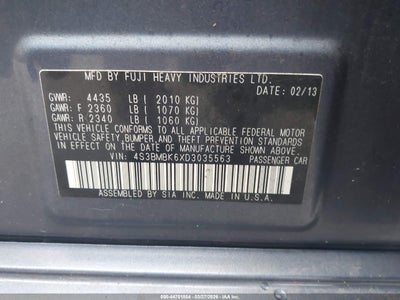 MFD BY FUJI HEAVY INDUSTRIES LTD.
DATE: 02/13
GVWR: 4435 LB ( 2010 KG)
GAWR: F 2360 LB ( 1070 KG)
GAWR: R 2340 LB ( 1060 KG)
THIS VEHICLE CONFORMS TO ALL APPLICABLE FEDERAL MOTOR
VEHICLE SAFETY, BUMPER, AND THEFT PREVENTION STANDARDS
IN EFFECT ON THE DATE OF MANUFACTURE SHOWN ABOVE.
VIN: 4S3BMBK6XD3035563 PASSENGER CAR
ASSEMBLED BY SIA INC.
MADE IN U.S.A.